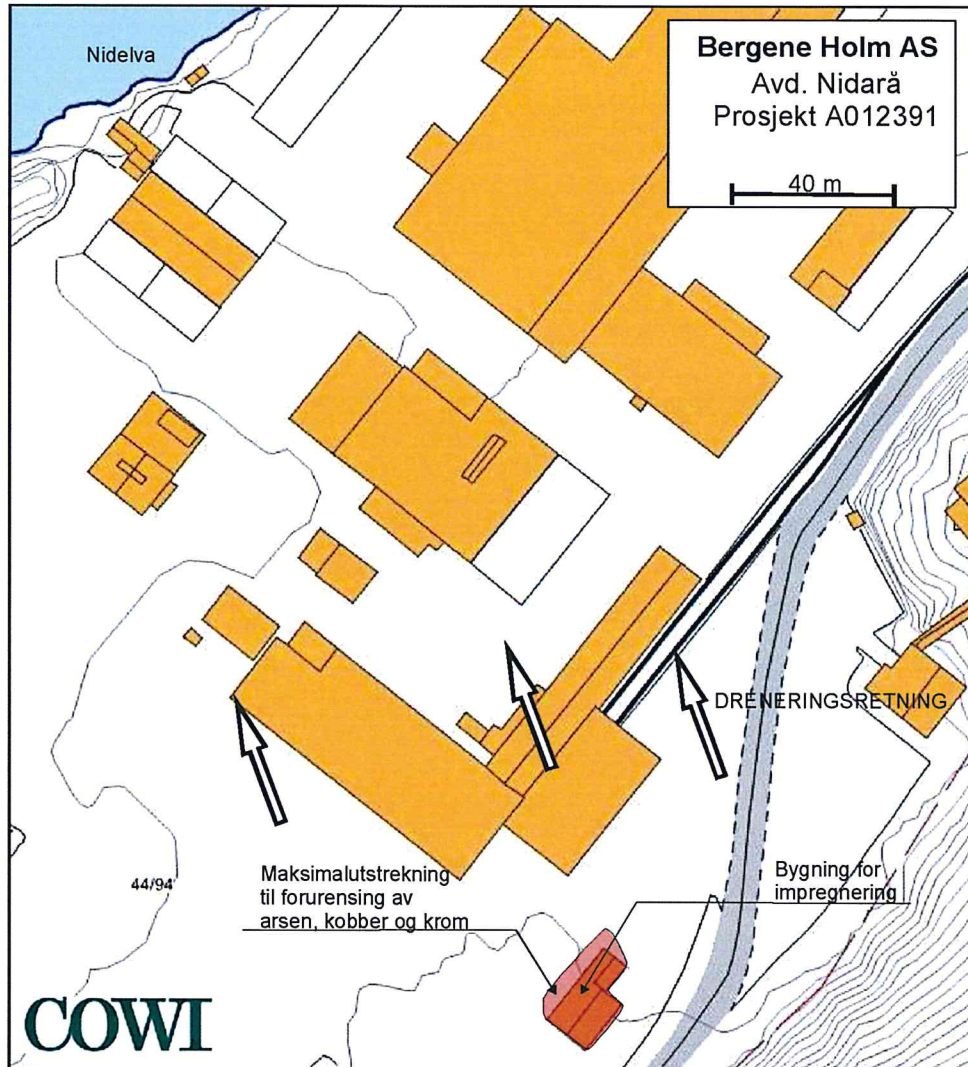 Nidelva
Bergene Holm AS
Avd. Nidarå
Prosjekt A012391
40 m
DRENERINGSRETNING
Maksimalutstrekning
til forurensing av
arsen, kobber og krom
Bygning for
impregnering
44/94
COWI